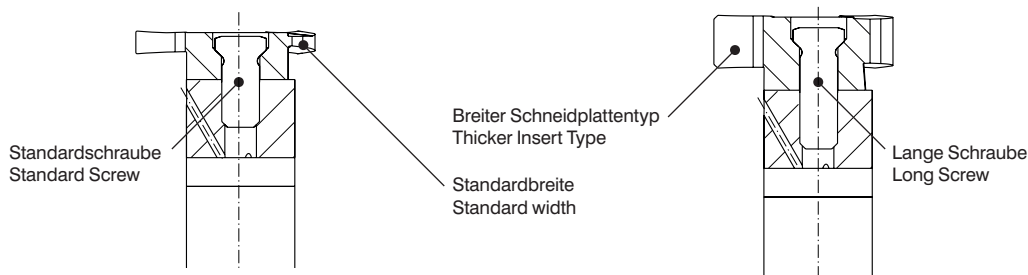 Standardschraube
Standard Screw
Standardbreite
Standard width
Breiter Schneidplattentyp
Thicker Insert Type
Lange Schraube
Long Screw